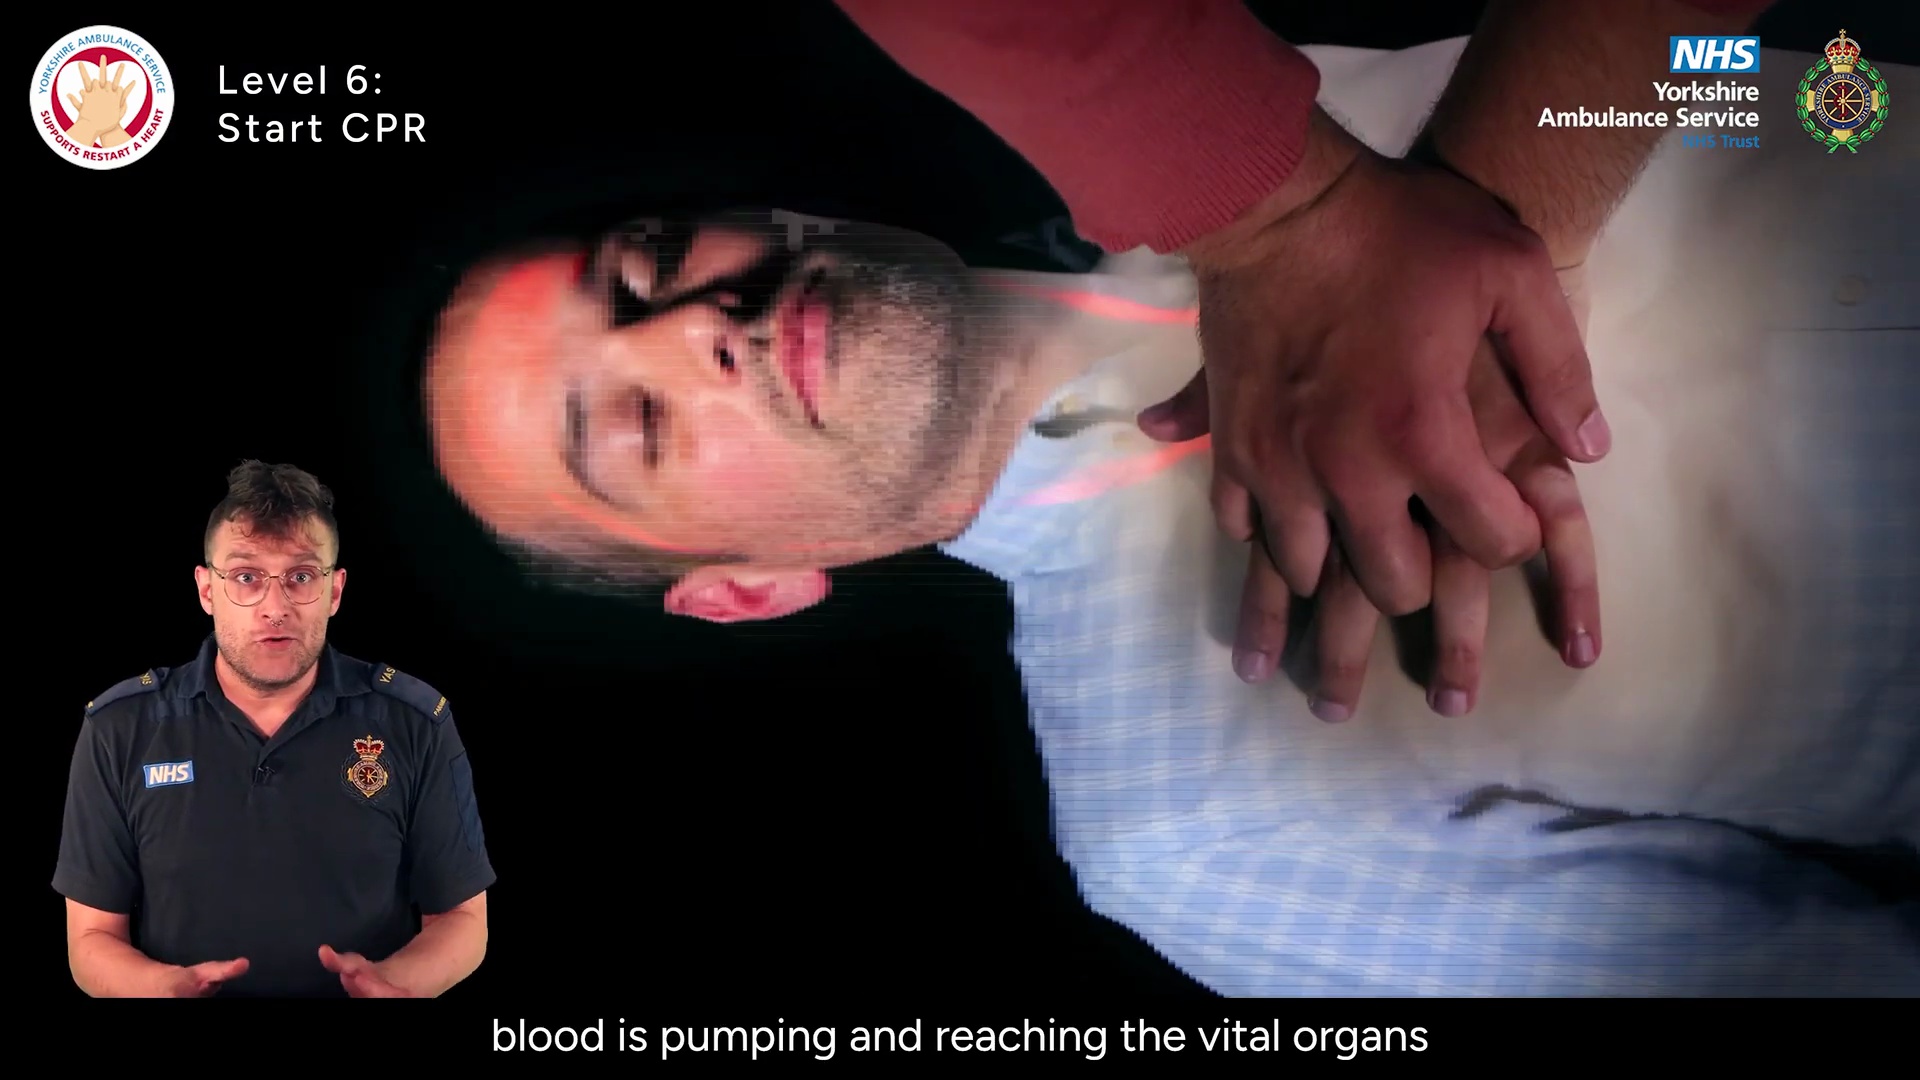 YORKSHIRE AMBULANCE SERVICE
SUPPORTS RESTART A HEART
Level 6:
Start CPR
NHS
Yorkshire
Ambulance Service
NHS Trust
YAS
NHS
blood is pumping and reaching the vital organs